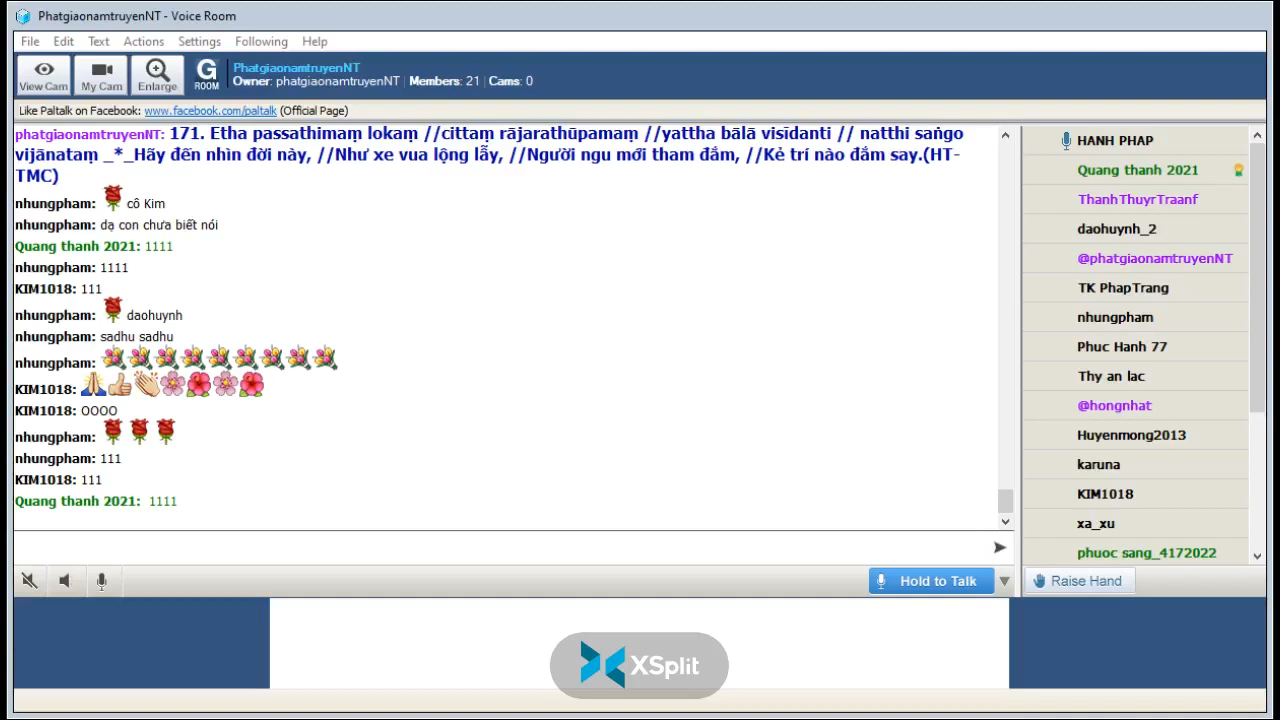 PhatgiaonamtruyenNT - Voice Room
File Edit Text Actions Settings Following Help
View Cam My Cam Enlarge G ROOM
PhatgiaonamtruyenNT
Owner: phatgiaonamtruyenNT | Members: 21 | Cams: 0
Like Paltalk on Facebook: www.facebook.com/paltalk (Official Page)
phatgiaonamtruyenNT: 171. Etha passathimaṃ lokaṃ //cittaṃ rājarathūpamaṃ //yattha bālā visīdanti // natthi saṅgo
vijānataṃ _*_Hãy đến nhìn đời này, //Như xe vua lộng lẫy, //Người ngu mới tham đắm, //Kẻ trí nào đắm say.(HT-
TMC)
nhungpham: cô Kim
nhungpham: dạ con chưa biết nói
Quang thanh 2021: 1111
nhungpham: 1111
KIM1018: 111
nhungpham: daohuynh
nhungpham: sadhu sadhu
nhungpham:
KIM1018:
KIM1018: OOOO
nhungpham:
nhungpham: 111
KIM1018: 111
Quang thanh 2021: 1111
HANH PHAP
Quang thanh 2021
ThanhThuyrTraanf
daohuynh_2
@phatgiaonamtruyenNT
TK PhapTrang
nhungpham
Phuc Hanh 77
Thy an lac
@hongnhat
Huyenmong2013
karuna
KIM1018
xa_xu
phuoc sang_4172022
Hold to Talk
Raise Hand
XSplit